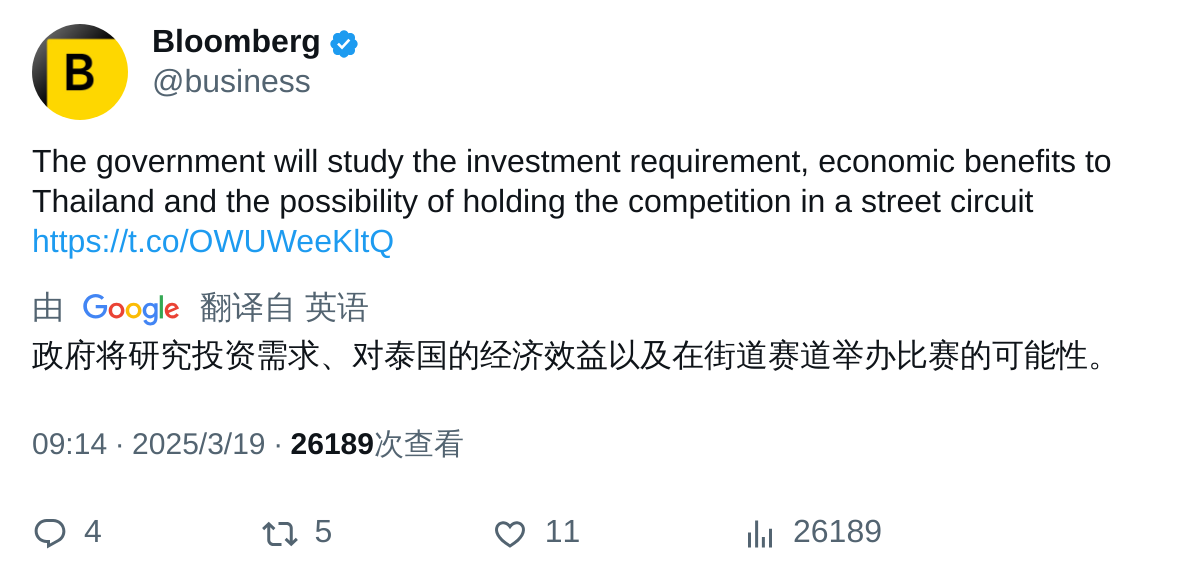 B
Bloomberg
@business
The government will study the investment requirement, economic benefits to
Thailand and the possibility of holding the competition in a street circuit
https://t.co/OWUWeeKltQ
由 Google 翻译自 英语
政府将研究投资需求、对泰国的经济效益以及在街道赛道举办比赛的可能性。
09:14 · 2025/3/19 · 26189次查看
4 5 11 26189